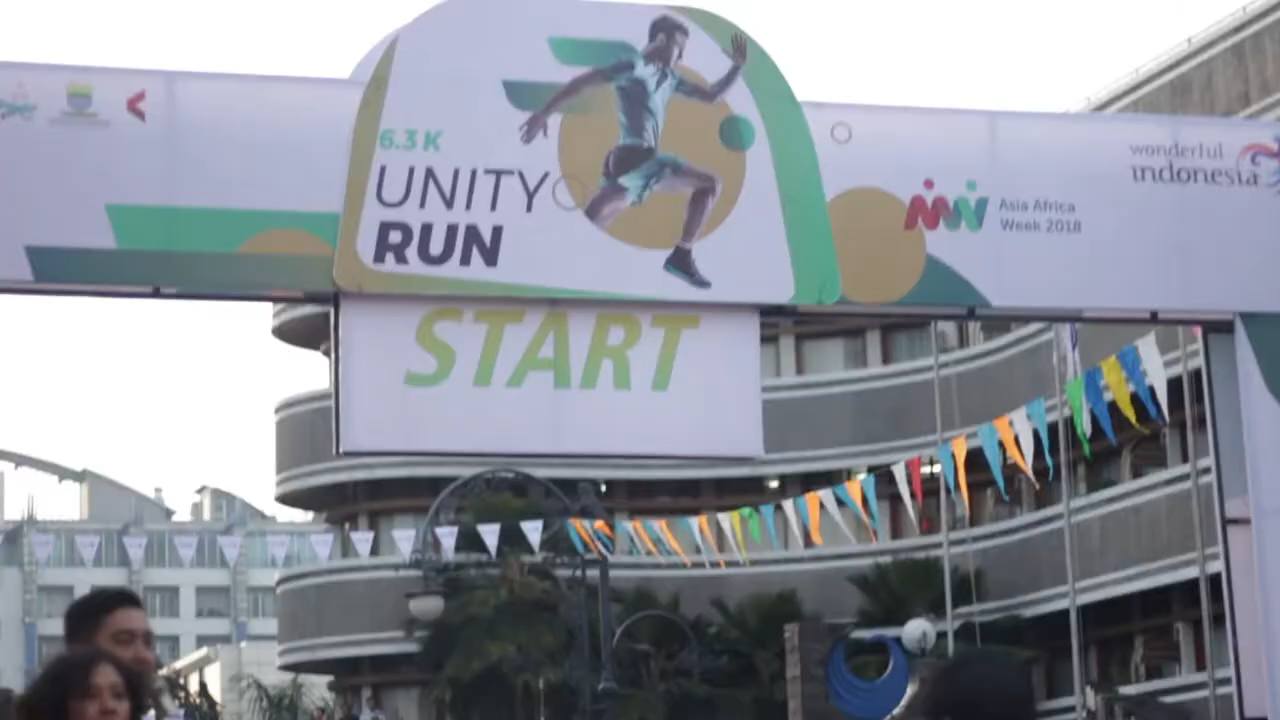 6.3 K
UNITY
RUN
START
Asia Africa
Week 2018
wonderful
indonesia